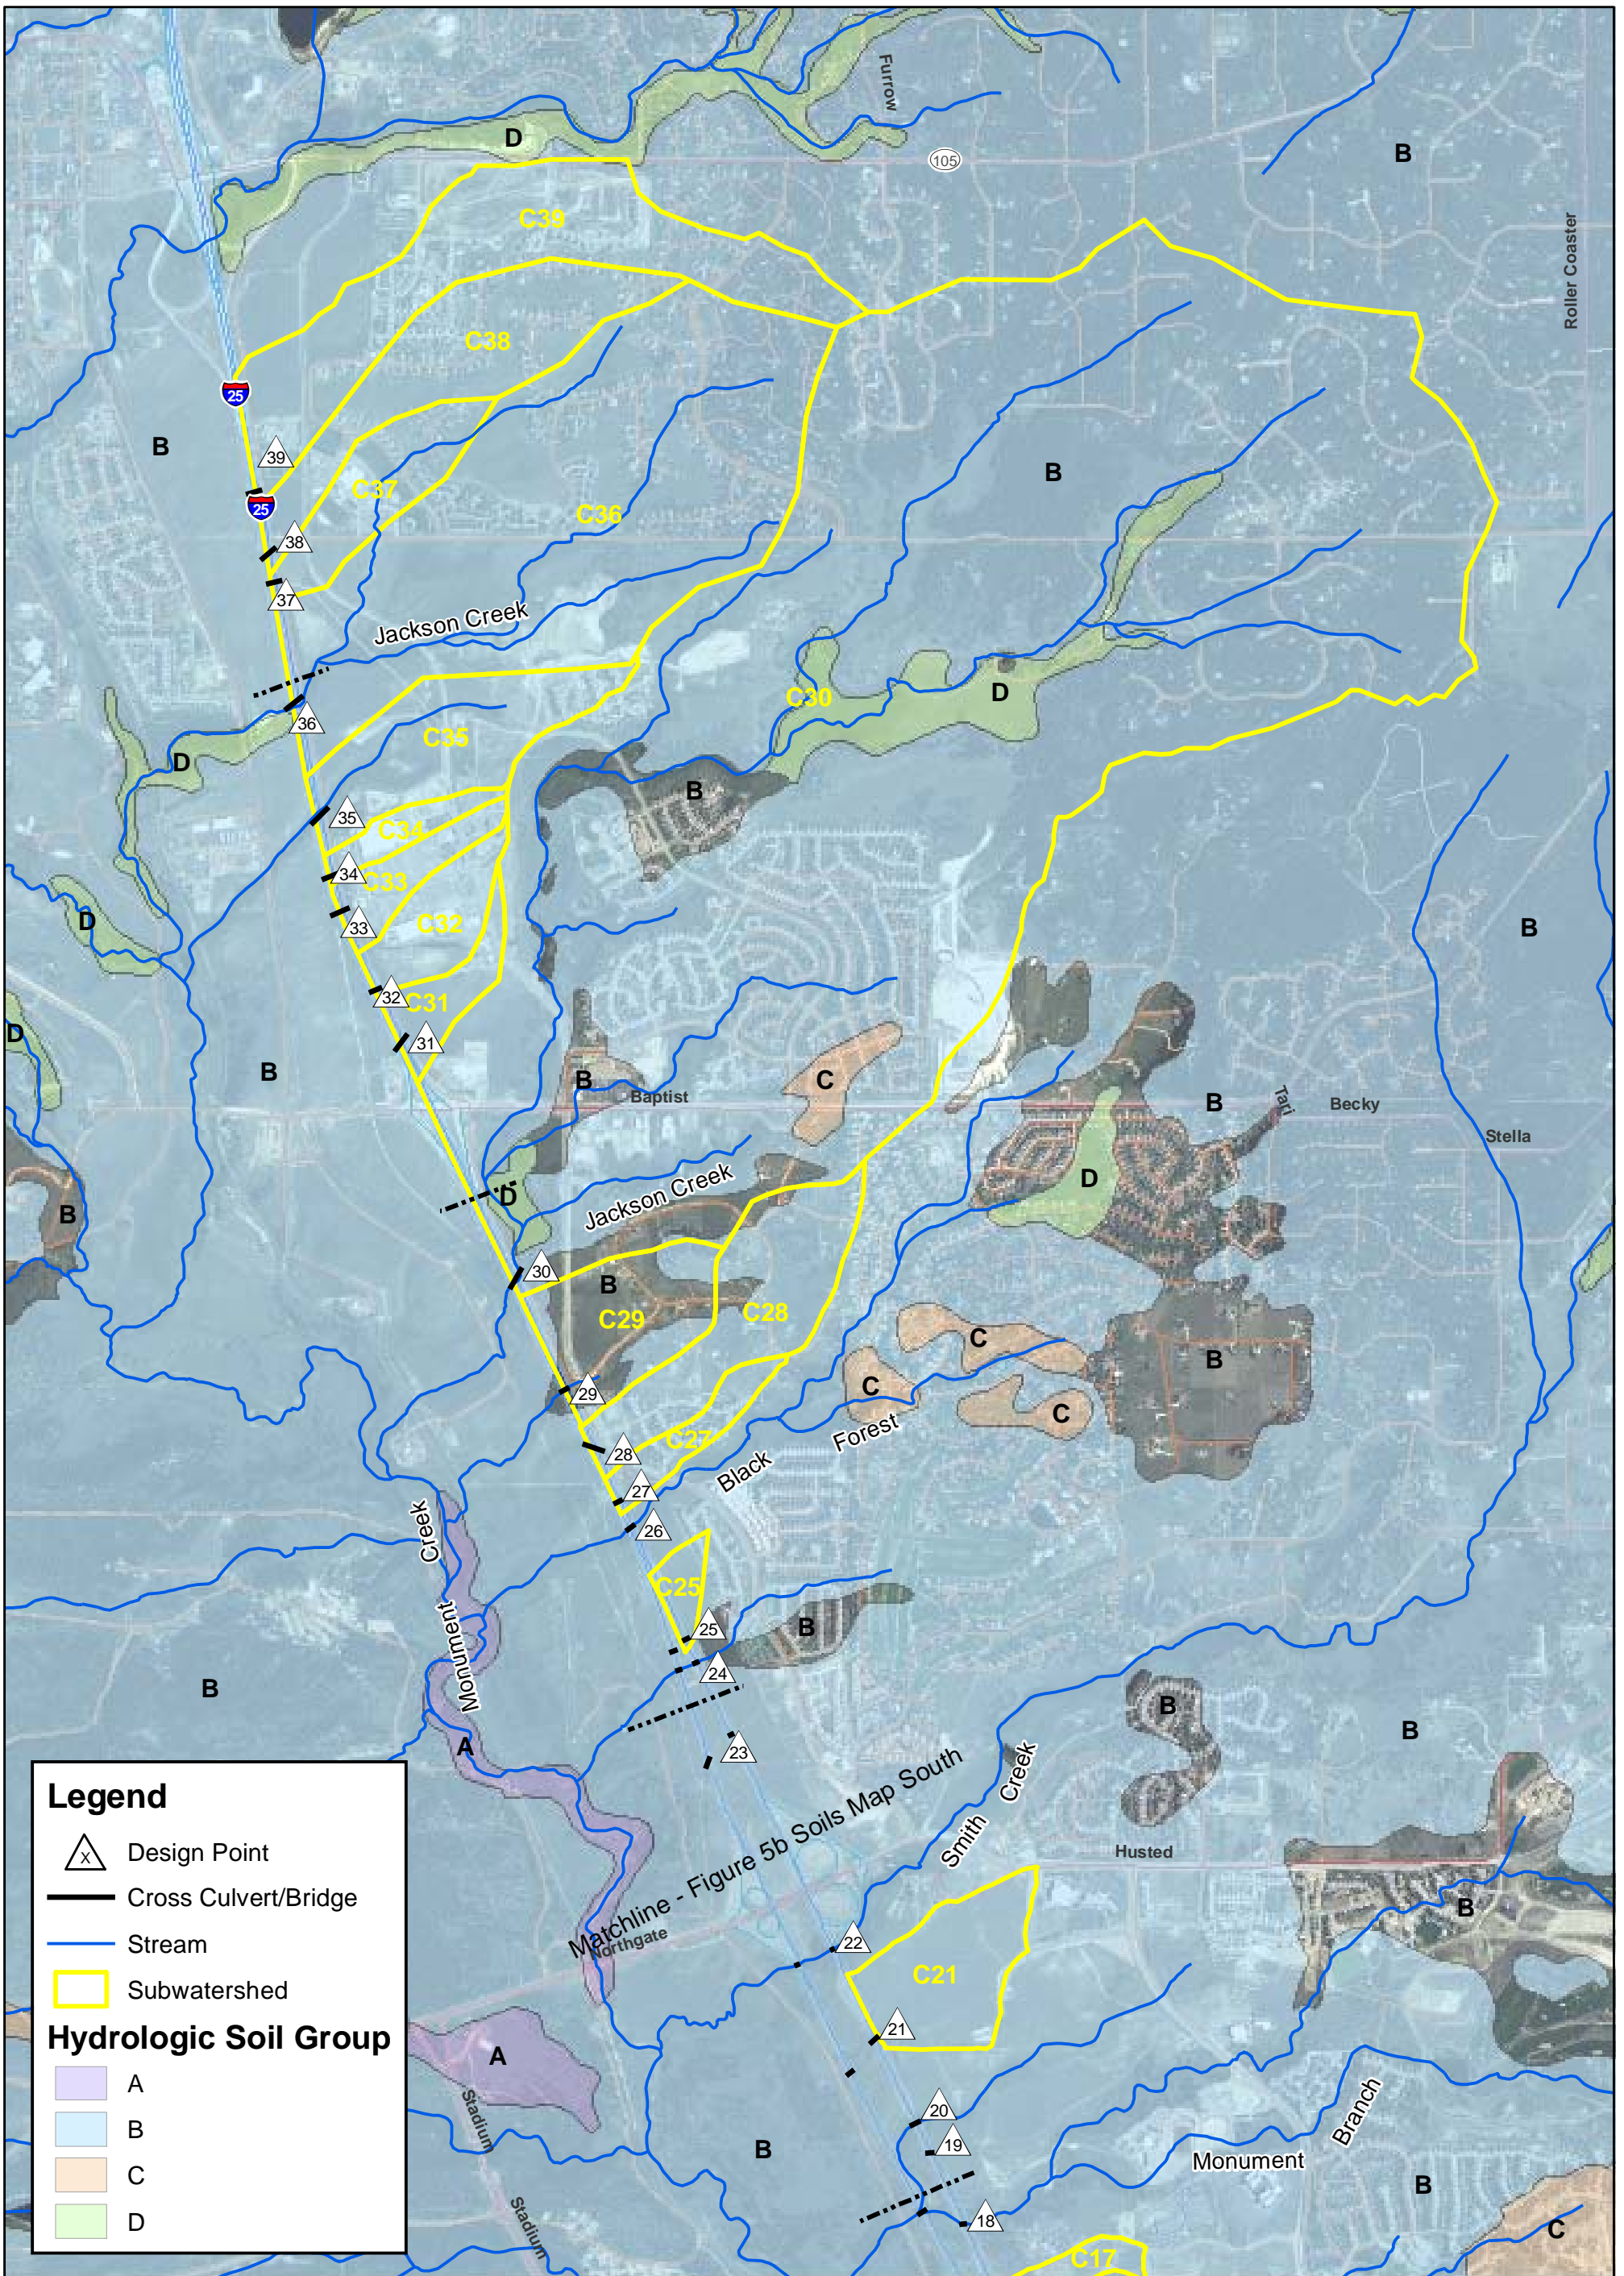 Furrow
D
105
B
Roller Coaster
C39
C38
25
39
B
B
25
C37
C36
38
37
Jackson Creek
C30
D
36
C35
D
B
35
C34
34
C33
D
33
C32
B
32
C31
D
31
B
B
C
Baptist
B
Tari
Becky
Stella
D
Jackson Creek
D
B
30
B
C29
C28
C
B
C
29
C
Forest
C27
28
Black
27
26
Creek
C25
25
B
Monument
24
B
B
B
A
23
Smith Creek
Matchline - Figure 5b Soils Map South
Husted
B
Northgate
22
C21
21
A
Stadium
20
19
B
Monument Branch
B
18
Stadium
C
C17
Legend
x Design Point
Cross Culvert/Bridge
Stream
Subwatershed
Hydrologic Soil Group
A
B
C
D